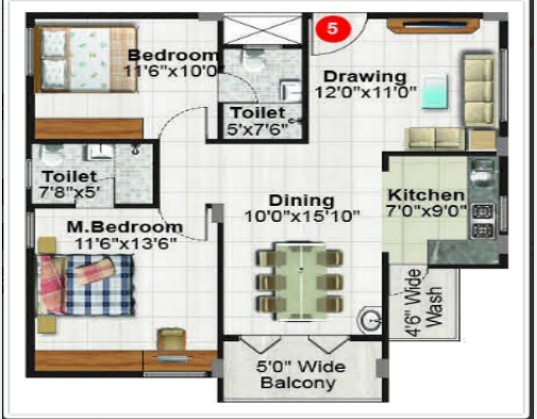 5
Bedroom
11'6"x10'0
Drawing
12'0"x11'0"
Toilet
5'x7'6"
Toilet
7'8"x5'
Dining
10'0"x15'10"
Kitchen
7'0"x9'0"
M.Bedroom
11'6"x13'6"
4'6" Wide
Wash
5'0" Wide
Balcony